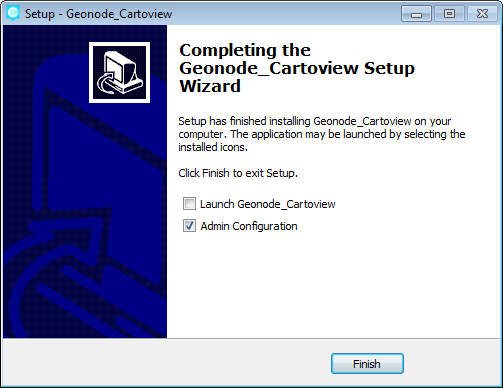 Setup - Geonode_Cartoview
Completing the
Geonode_Cartoview Setup
Wizard
Setup has finished installing Geonode_Cartoview on your
computer. The application may be launched by selecting the
installed icons.
Click Finish to exit Setup.
Launch Geonode_Cartoview
Admin Configuration
Finish